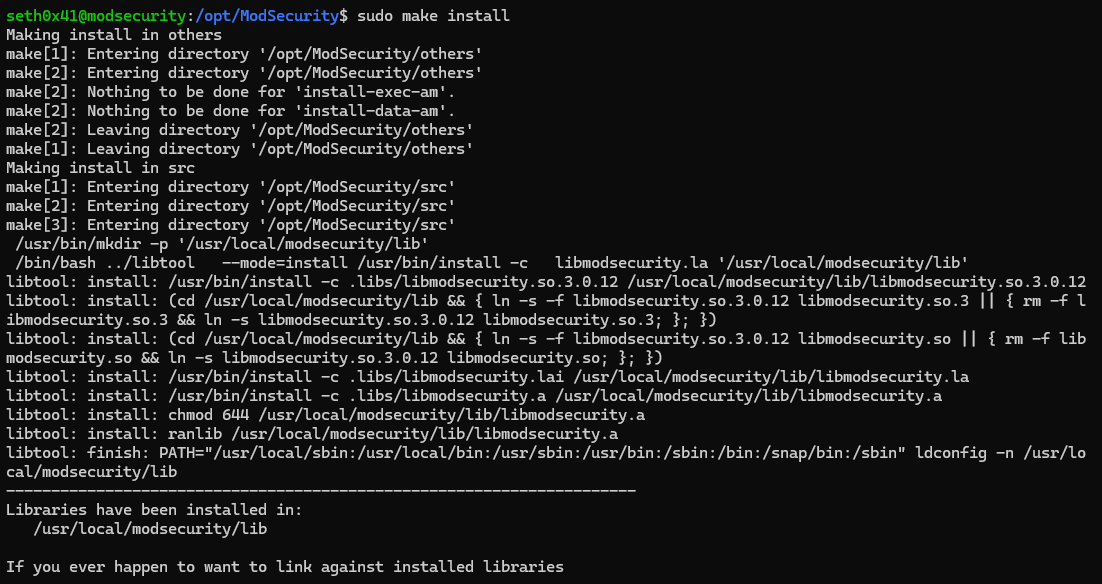 seth0x41@modsecurity:/opt/ModSecurity$ sudo make install
Making install in others
make[1]: Entering directory '/opt/ModSecurity/others'
make[2]: Entering directory '/opt/ModSecurity/others'
make[2]: Nothing to be done for 'install-exec-am'.
make[2]: Nothing to be done for 'install-data-am'.
make[2]: Leaving directory '/opt/ModSecurity/others'
make[1]: Leaving directory '/opt/ModSecurity/others'
Making install in src
make[1]: Entering directory '/opt/ModSecurity/src'
make[2]: Entering directory '/opt/ModSecurity/src'
make[3]: Entering directory '/opt/ModSecurity/src'
 /usr/bin/mkdir -p '/usr/local/modsecurity/lib'
 /bin/bash ../libtool   --mode=install /usr/bin/install -c   libmodsecurity.la '/usr/local/modsecurity/lib'
libtool: install: /usr/bin/install -c .libs/libmodsecurity.so.3.0.12 /usr/local/modsecurity/lib/libmodsecurity.so.3.0.12
libtool: install: (cd /usr/local/modsecurity/lib && { ln -s -f libmodsecurity.so.3.0.12 libmodsecurity.so.3 || { rm -f l
ibmodsecurity.so.3 && ln -s libmodsecurity.so.3.0.12 libmodsecurity.so.3; }; })
libtool: install: (cd /usr/local/modsecurity/lib && { ln -s -f libmodsecurity.so.3.0.12 libmodsecurity.so || { rm -f lib
modsecurity.so && ln -s libmodsecurity.so.3.0.12 libmodsecurity.so; }; })
libtool: install: /usr/bin/install -c .libs/libmodsecurity.lai /usr/local/modsecurity/lib/libmodsecurity.la
libtool: install: /usr/bin/install -c .libs/libmodsecurity.a /usr/local/modsecurity/lib/libmodsecurity.a
libtool: install: chmod 644 /usr/local/modsecurity/lib/libmodsecurity.a
libtool: install: ranlib /usr/local/modsecurity/lib/libmodsecurity.a
libtool: finish: PATH="/usr/local/sbin:/usr/local/bin:/usr/sbin:/usr/bin:/sbin:/bin:/snap/bin:/sbin" ldconfig -n /usr/lo
cal/modsecurity/lib
----------------------------------------------------------------------
Libraries have been installed in:
   /usr/local/modsecurity/lib

If you ever happen to want to link against installed libraries